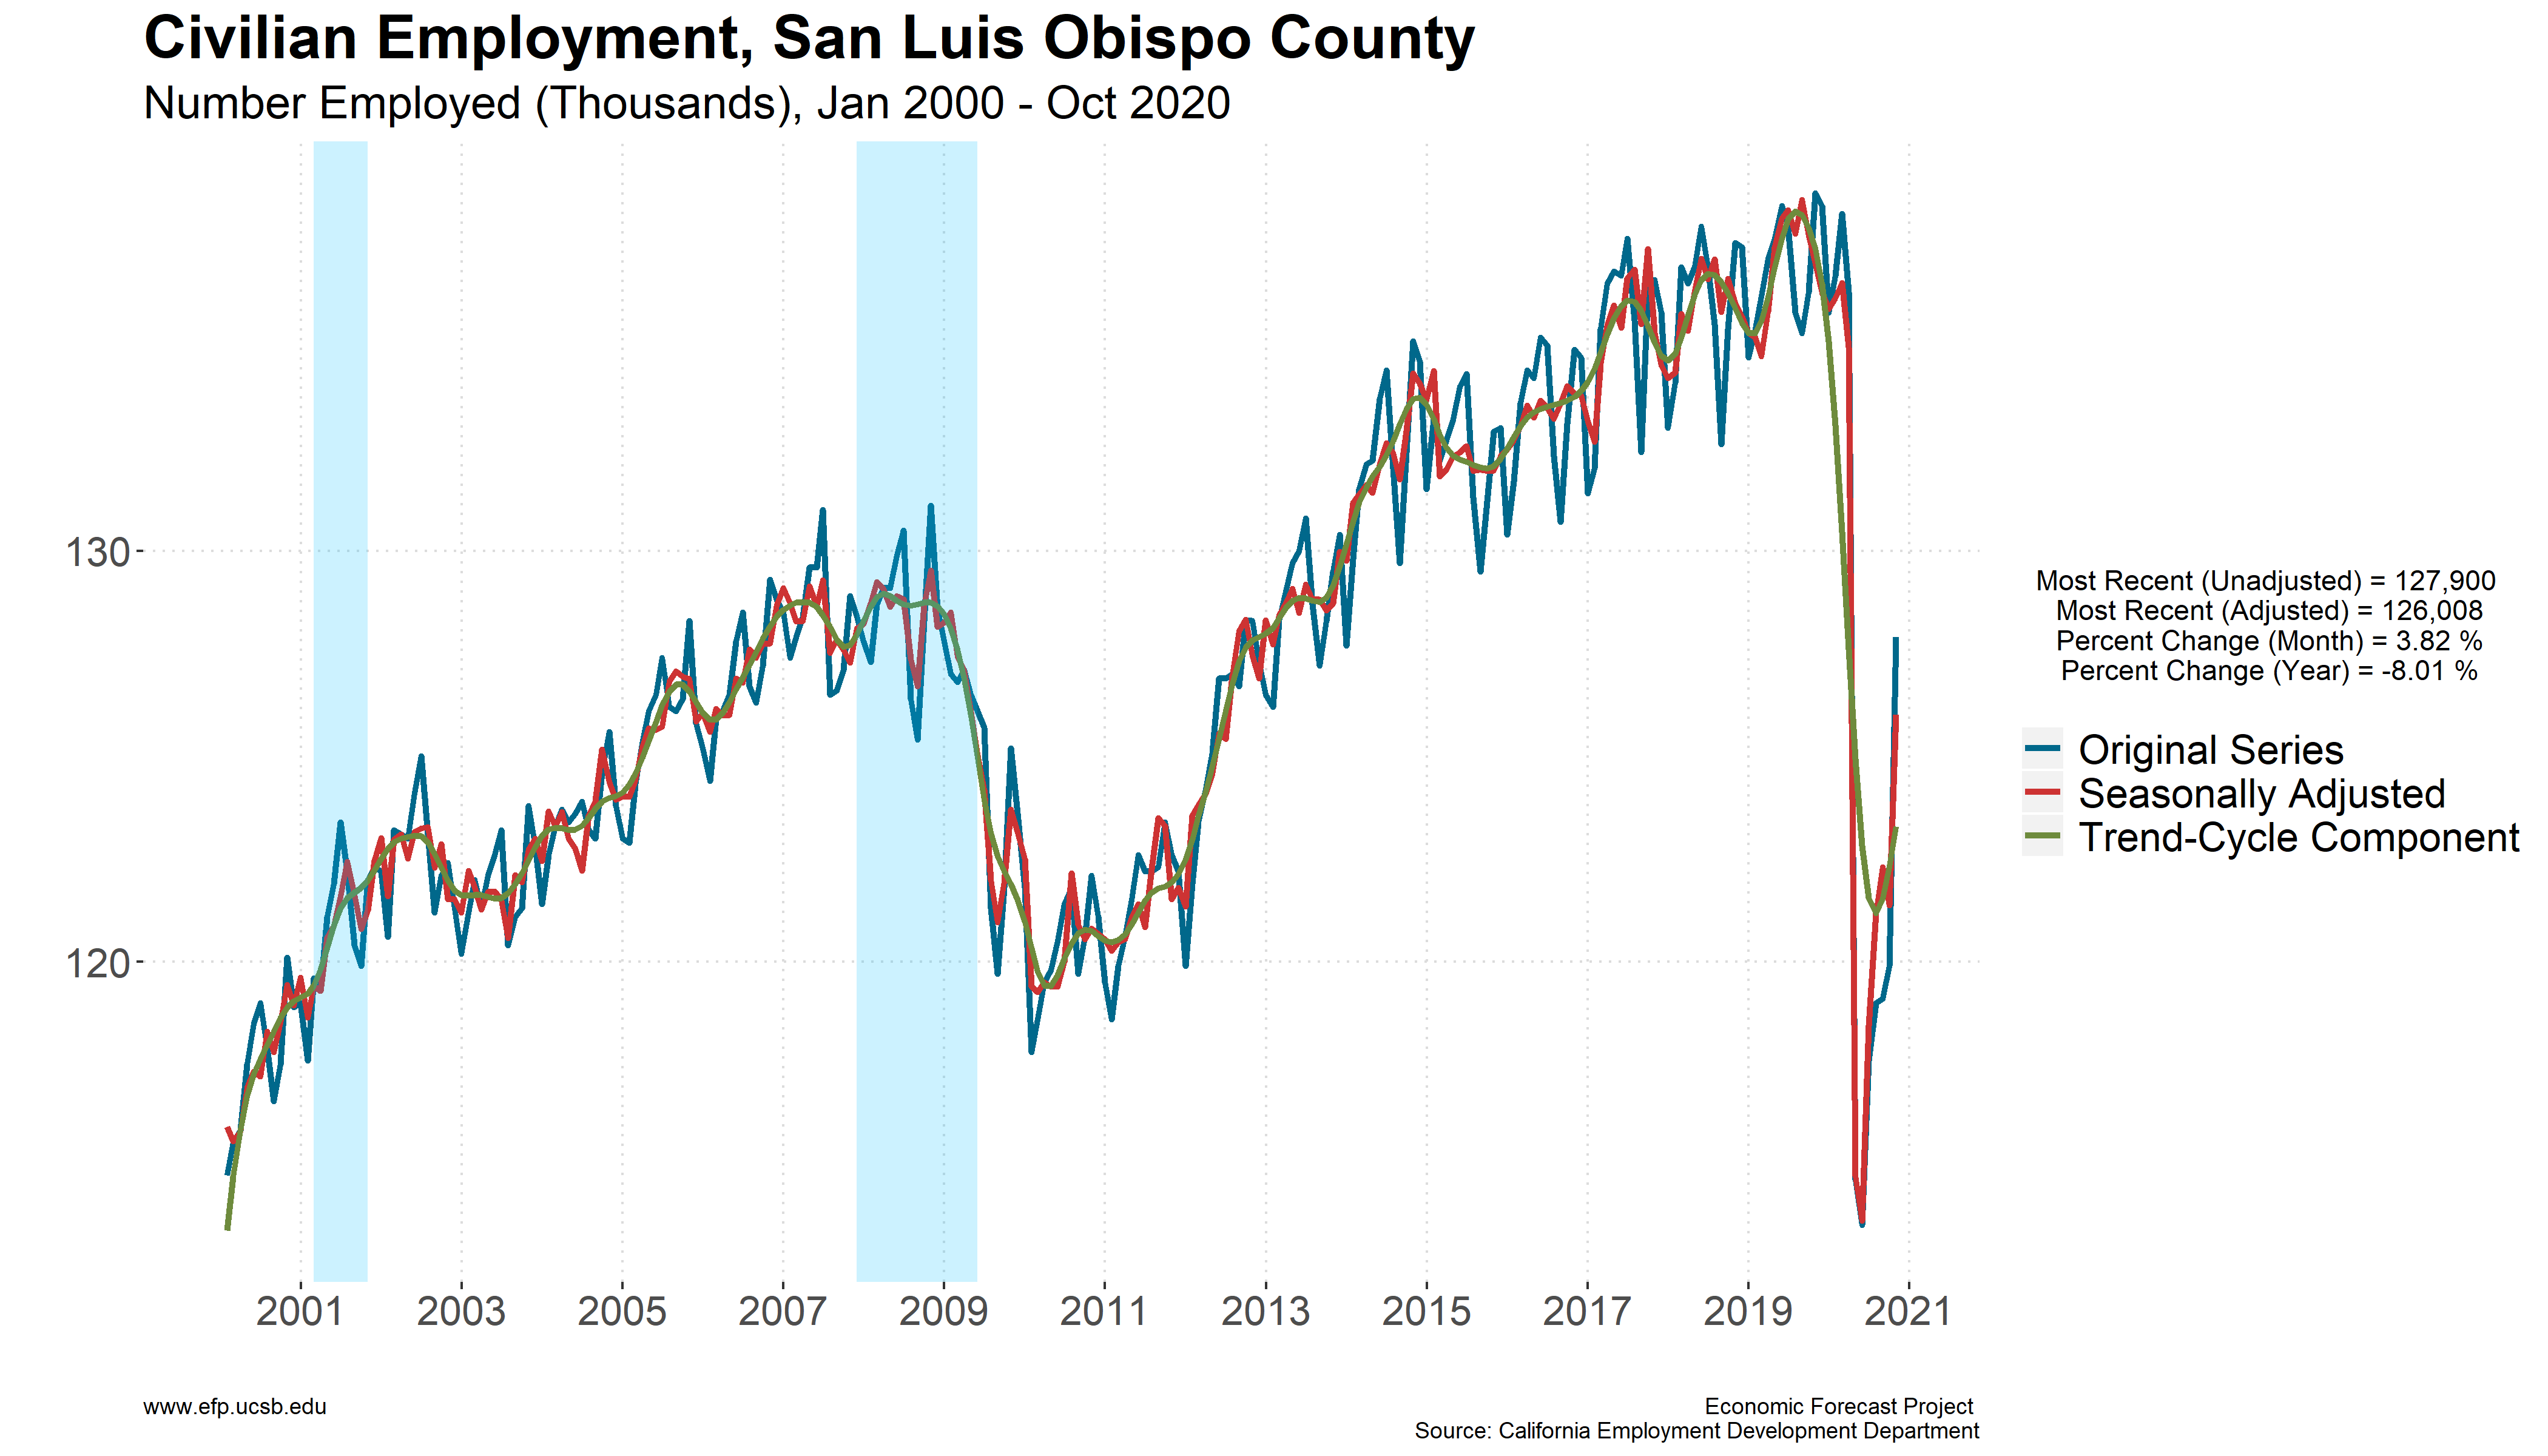 Civilian Employment, San Luis Obispo County
Number Employed (Thousands), Jan 2000 - Oct 2020
130
120
Most Recent (Unadjusted) = 127,900
Most Recent (Adjusted) = 126,008
Percent Change (Month) = 3.82 %
Percent Change (Year) = -8.01 %
Original Series
Seasonally Adjusted
Trend-Cycle Component
2001 2003 2005 2007 2009 2011 2013 2015 2017 2019 2021
www.efp.ucsb.edu
Economic Forecast Project
Source: California Employment Development Department